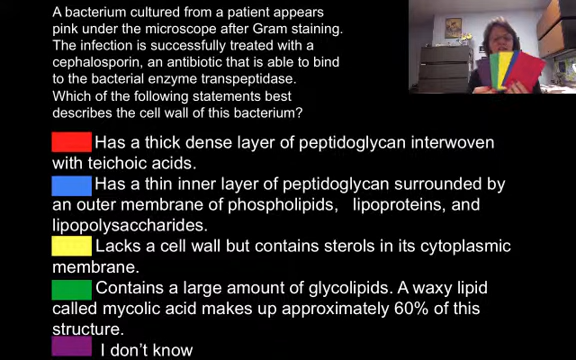 A bacterium cultured from a patient appears
pink under the microscope after Gram staining.
The infection is successfully treated with a
cephalosporin, an antibiotic that is able to bind
to the bacterial enzyme transpeptidase.
Which of the following statements best
describes the cell wall of this bacterium?
Has a thick dense layer of peptidoglycan interwoven
with teichoic acids.
Has a thin inner layer of peptidoglycan surrounded by
an outer membrane of phospholipids, lipoproteins, and
lipopolysaccharides.
Lacks a cell wall but contains sterols in its cytoplasmic
membrane.
Contains a large amount of glycolipids. A waxy lipid
called mycolic acid makes up approximately 60% of this
structure.
I don't know